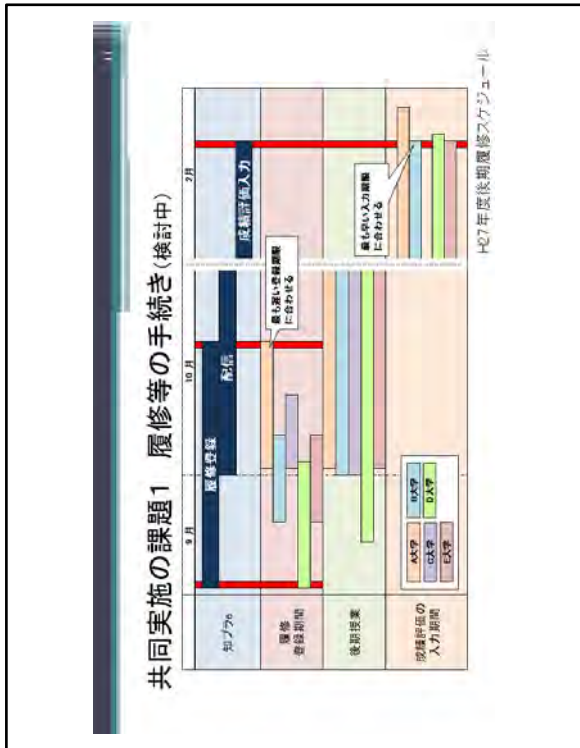 共同実施の課題1 履修等の手続き(検討中)
9月
10月
2月
知プラe
履修登録
配信
成績評価入力
履修
登録期間
最も遅い登録期限
に合わせる
後期授業
成績評価の
入力期間
最も早い入力期限
に合わせる
A大学
B大学
C大学
D大学
E大学
H27年度後期履修スケジュール